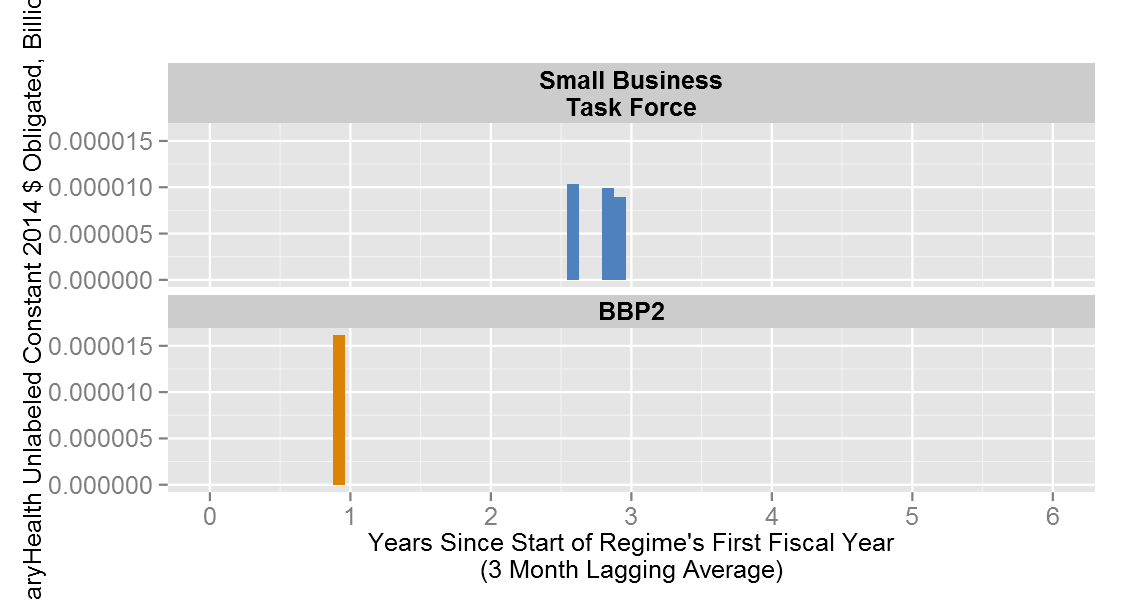 aryHealth Unlabeled Constant 2014 $ Obligated,
Small Business
Task Force
0.000015
0.000010
0.000005
0.000000
BBP2
0.000015
0.000010
0.000005
0.000000
0 1 2 3 4 5 6
Years Since Start of Regime's First Fiscal Year
(3 Month Lagging Average)